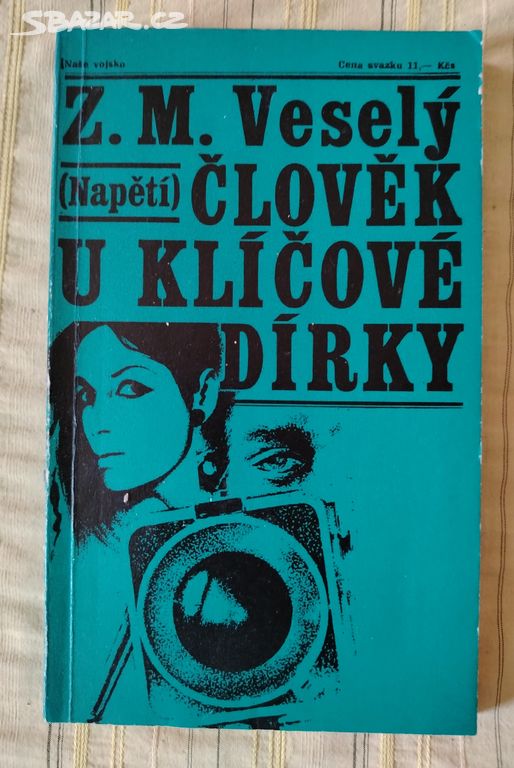 SBAZAR.CZ
Naše vojsko Cena svazku 11,— Kčs
Z. M. Veselý
(Napětí) ČLOVĚK
U KLÍČOVÉ
DÍRKY